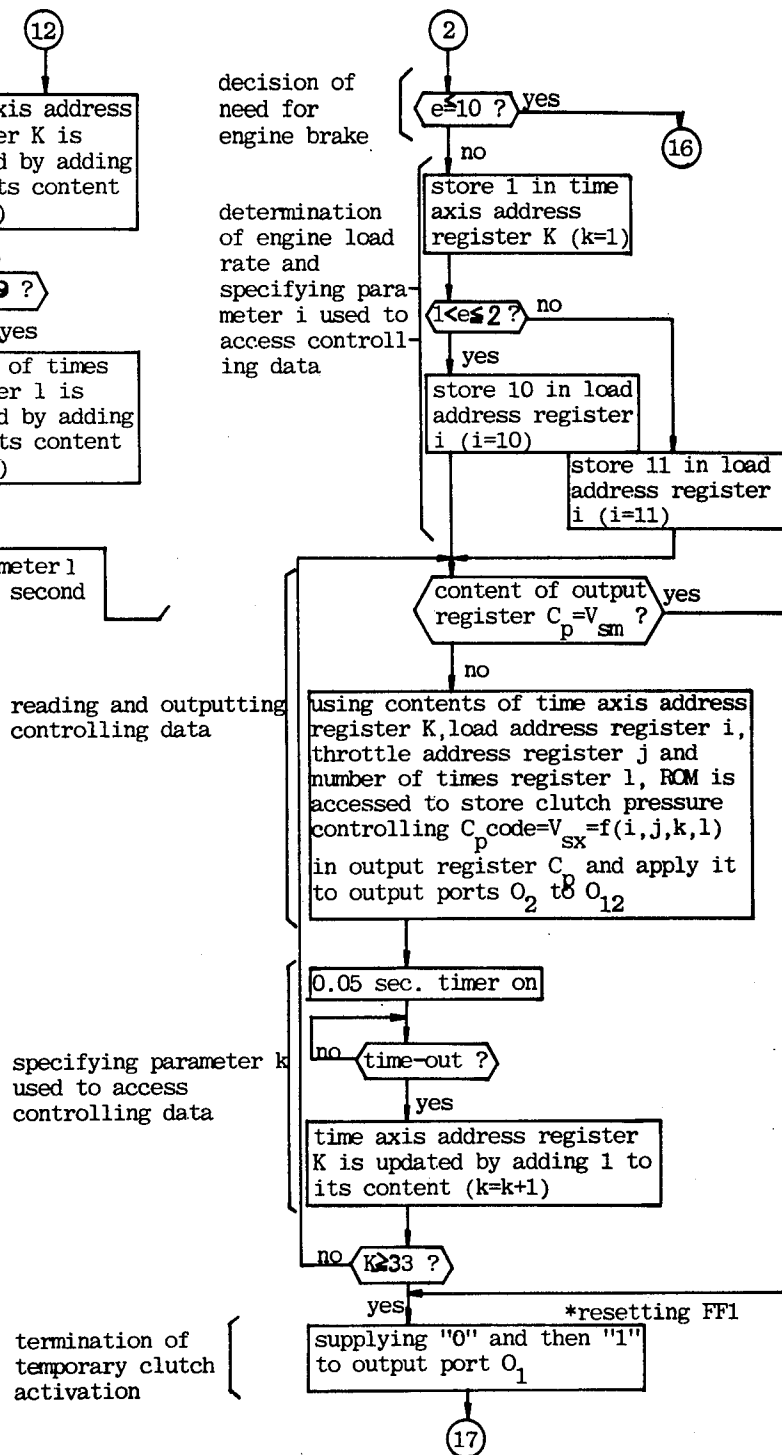 12
xis address
er K is
d by adding
ts content
)
9 ?
yes
of times
er l is
d by adding
ts content
)
meter l
second
2
decision of
need for
engine brake
e≦10 ?
yes
16
no
determination
of engine load
rate and
specifying para-
meter i used to
access controll-
ing data
store 1 in time
axis address
register K (k=1)
1<e≦2 ?
no
yes
store 10 in load
address register
i (i=10)
store 11 in load
address register
i (i=11)
content of output
register Cp=Vsm ?
yes
no
reading and outputting
controlling data
using contents of time axis address
register K,load address register i,
throttle address register j and
number of times register l, ROM is
accessed to store clutch pressure
controlling Cp code=Vsx=f(i,j,k,l)
in output register Cp and apply it
to output ports O2 to O12
specifying parameter k
used to access
controlling data
0.05 sec. timer on
no
time-out ?
yes
time axis address register
K is updated by adding 1 to
its content (k=k+1)
no
K≧33 ?
yes
*resetting FF1
termination of
temporary clutch
activation
supplying "0" and then "1"
to output port O1
17